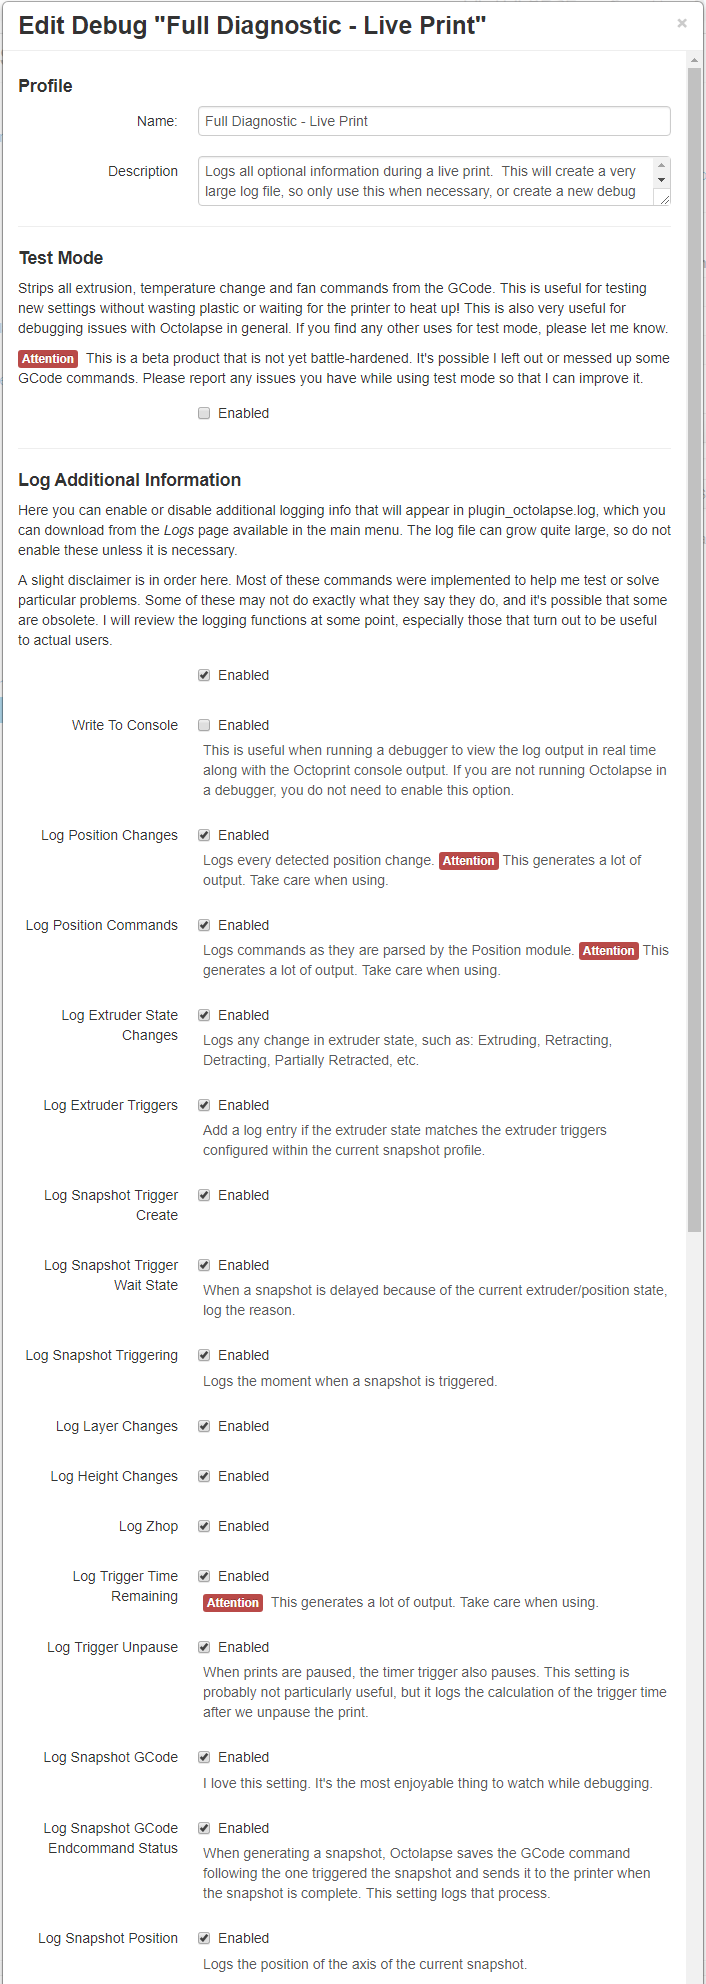 Edit Debug "Full Diagnostic - Live Print"
×
Profile
Name:
Full Diagnostic - Live Print
Description
Logs all optional information during a live print.  This will create a very
large log file, so only use this when necessary, or create a new debug
Test Mode
Strips all extrusion, temperature change and fan commands from the GCode. This is useful for testing
new settings without wasting plastic or waiting for the printer to heat up! This is also very useful for
debugging issues with Octolapse in general. If you find any other uses for test mode, please let me know.
Attention This is a beta product that is not yet battle-hardened. It's possible I left out or messed up some
GCode commands. Please report any issues you have while using test mode so that I can improve it.
Enabled
Log Additional Information
Here you can enable or disable additional logging info that will appear in plugin_octolapse.log, which you
can download from the Logs page available in the main menu. The log file can grow quite large, so do not
enable these unless it is necessary.
A slight disclaimer is in order here. Most of these commands were implemented to help me test or solve
particular problems. Some of these may not do exactly what they say they do, and it's possible that some
are obsolete. I will review the logging functions at some point, especially those that turn out to be useful
to actual users.
Enabled
Write To Console
Enabled
This is useful when running a debugger to view the log output in real time
along with the Octoprint console output. If you are not running Octolapse in
a debugger, you do not need to enable this option.
Log Position Changes
Enabled
Logs every detected position change. Attention This generates a lot of
output. Take care when using.
Log Position Commands
Enabled
Logs commands as they are parsed by the Position module. Attention This
generates a lot of output. Take care when using.
Log Extruder State
Changes
Enabled
Logs any change in extruder state, such as: Extruding, Retracting,
Detracting, Partially Retracted, etc.
Log Extruder Triggers
Enabled
Add a log entry if the extruder state matches the extruder triggers
configured within the current snapshot profile.
Log Snapshot Trigger
Create
Enabled
Log Snapshot Trigger
Wait State
Enabled
When a snapshot is delayed because of the current extruder/position state,
log the reason.
Log Snapshot Triggering
Enabled
Logs the moment when a snapshot is triggered.
Log Layer Changes
Enabled
Log Height Changes
Enabled
Log Zhop
Enabled
Log Trigger Time
Remaining
Enabled
Attention This generates a lot of output. Take care when using.
Log Trigger Unpause
Enabled
When prints are paused, the timer trigger also pauses. This setting is
probably not particularly useful, but it logs the calculation of the trigger time
after we unpause the print.
Log Snapshot GCode
Enabled
I love this setting. It's the most enjoyable thing to watch while debugging.
Log Snapshot GCode
Endcommand Status
Enabled
When generating a snapshot, Octolapse saves the GCode command
following the one triggered the snapshot and sends it to the printer when
the snapshot is complete. This setting logs that process.
Log Snapshot Position
Enabled
Logs the position of the axis of the current snapshot.